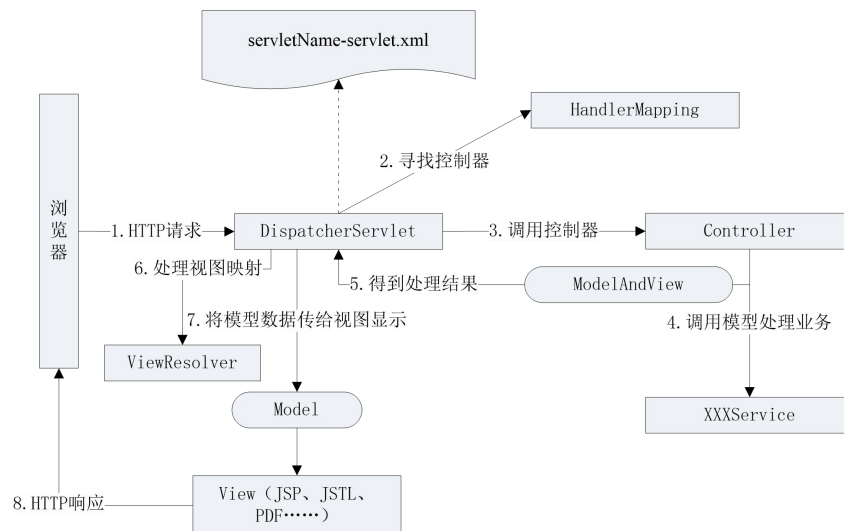 servletName-servlet.xml
HandlerMapping
2.寻找控制器
浏
览
器
1.HTTP请求
DispatcherServlet
3.调用控制器
Controller
6.处理视图映射
5.得到处理结果
ModelAndView
7.将模型数据传给视图显示
4.调用模型处理业务
ViewResolver
Model
XXXService
8.HTTP响应
View（JSP、JSTL、
PDF……）